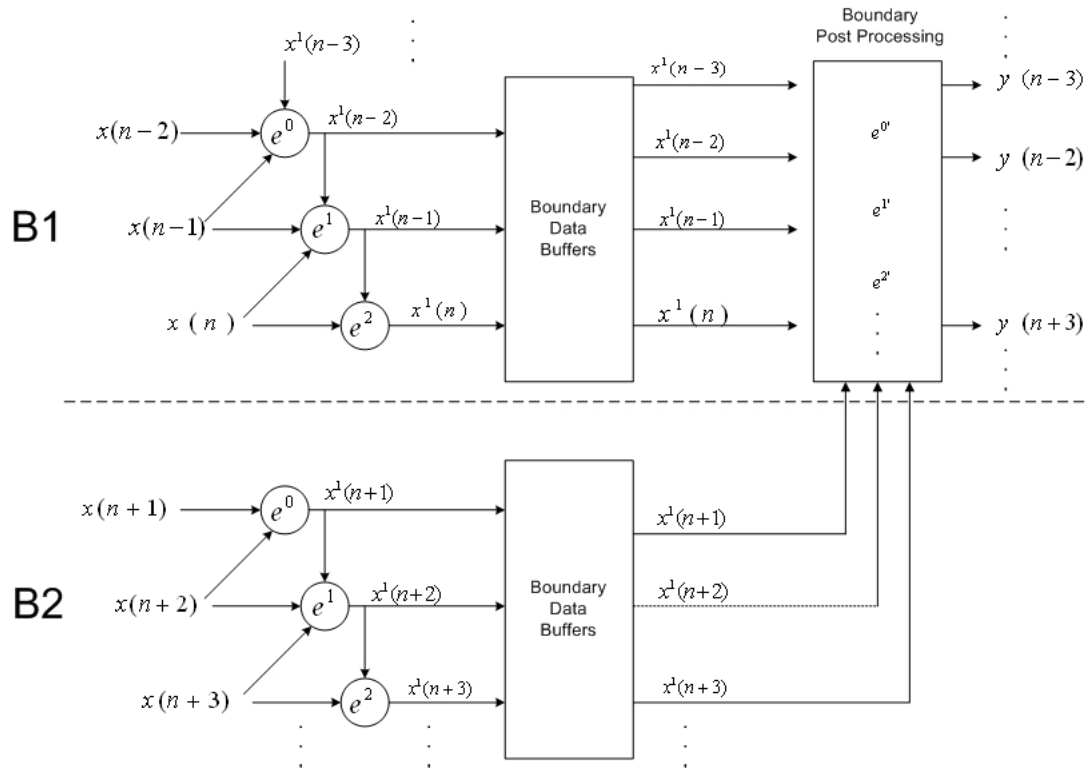 Boundary
Post Processing
x¹(n−3)
x(n−2)
e⁰
x¹(n−2)
x(n−1)
e¹
x¹(n−1)
x (n)
e²
x¹(n)
B1
Boundary
Data
Buffers
x¹(n−3)
x¹(n−2)
x¹(n−1)
x¹(n)
e⁰'
e¹'
e²'
y (n−3)
y (n−2)
y (n+3)
B2
x(n+1)
e⁰
x¹(n+1)
x(n+2)
e¹
x¹(n+2)
x(n+3)
e²
x¹(n+3)
Boundary
Data
Buffers
x¹(n+1)
x¹(n+2)
x¹(n+3)